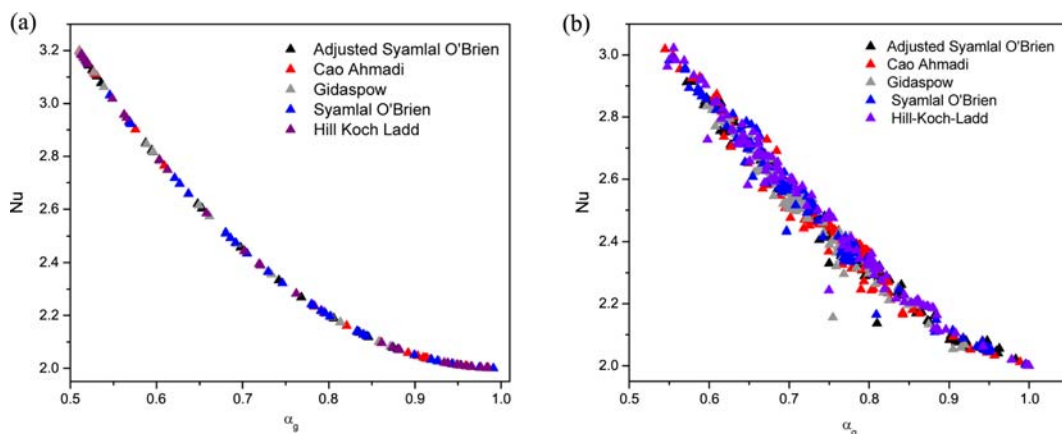 (a)
Adjusted Syamlal O'Brien
Cao Ahmadi
Gidaspow
Syamlal O'Brien
Hill Koch Ladd
Nu
3.2
3.0
2.8
2.6
2.4
2.2
2.0
0.5 0.6 0.7 0.8 0.9 1.0
αg
(b)
Adjusted Syamlal O'Brien
Cao Ahmadi
Gidaspow
Syamlal O'Brien
Hill-Koch-Ladd
Nu
3.0
2.8
2.6
2.4
2.2
2.0
0.5 0.6 0.7 0.8 0.9 1.0
αg